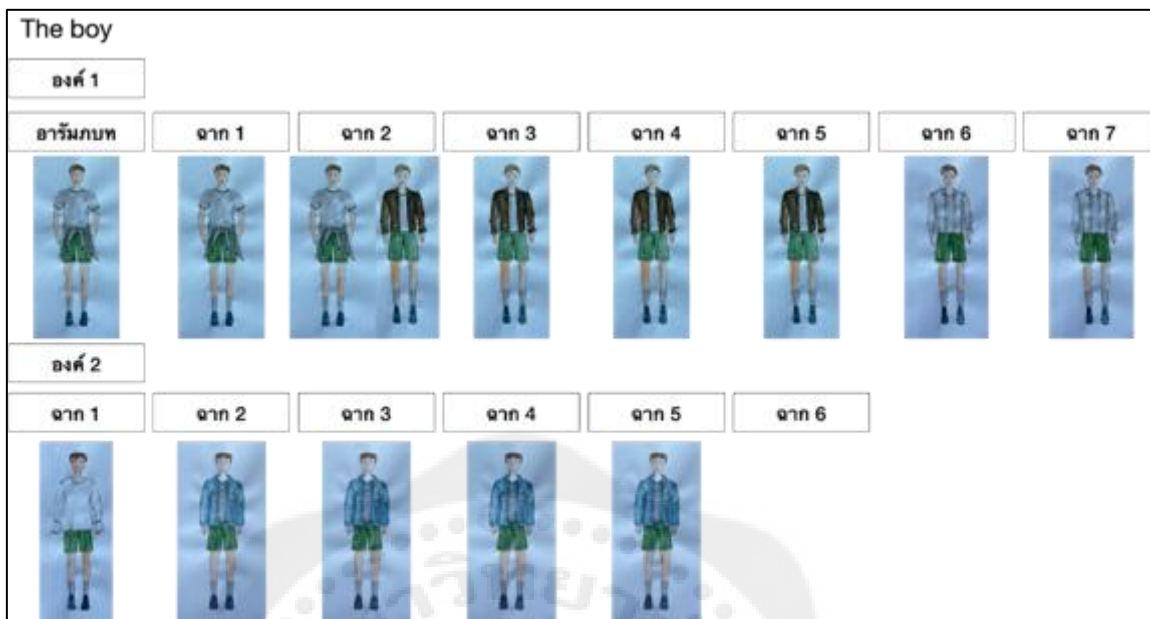 The boy
องค์ 1
อารัมภบท ฉาก 1 ฉาก 2 ฉาก 3 ฉาก 4 ฉาก 5 ฉาก 6 ฉาก 7
องค์ 2
ฉาก 1 ฉาก 2 ฉาก 3 ฉาก 4 ฉาก 5 ฉาก 6